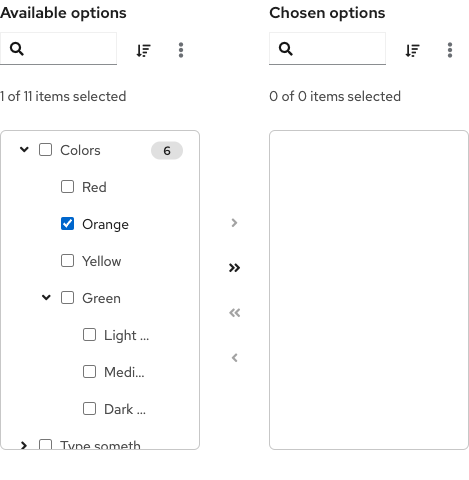 Available options
Chosen options
1 of 11 items selected
0 of 0 items selected
Colors 6
Red
Orange
Yellow
Green
Light ...
Medi...
Dark ...
Type someth